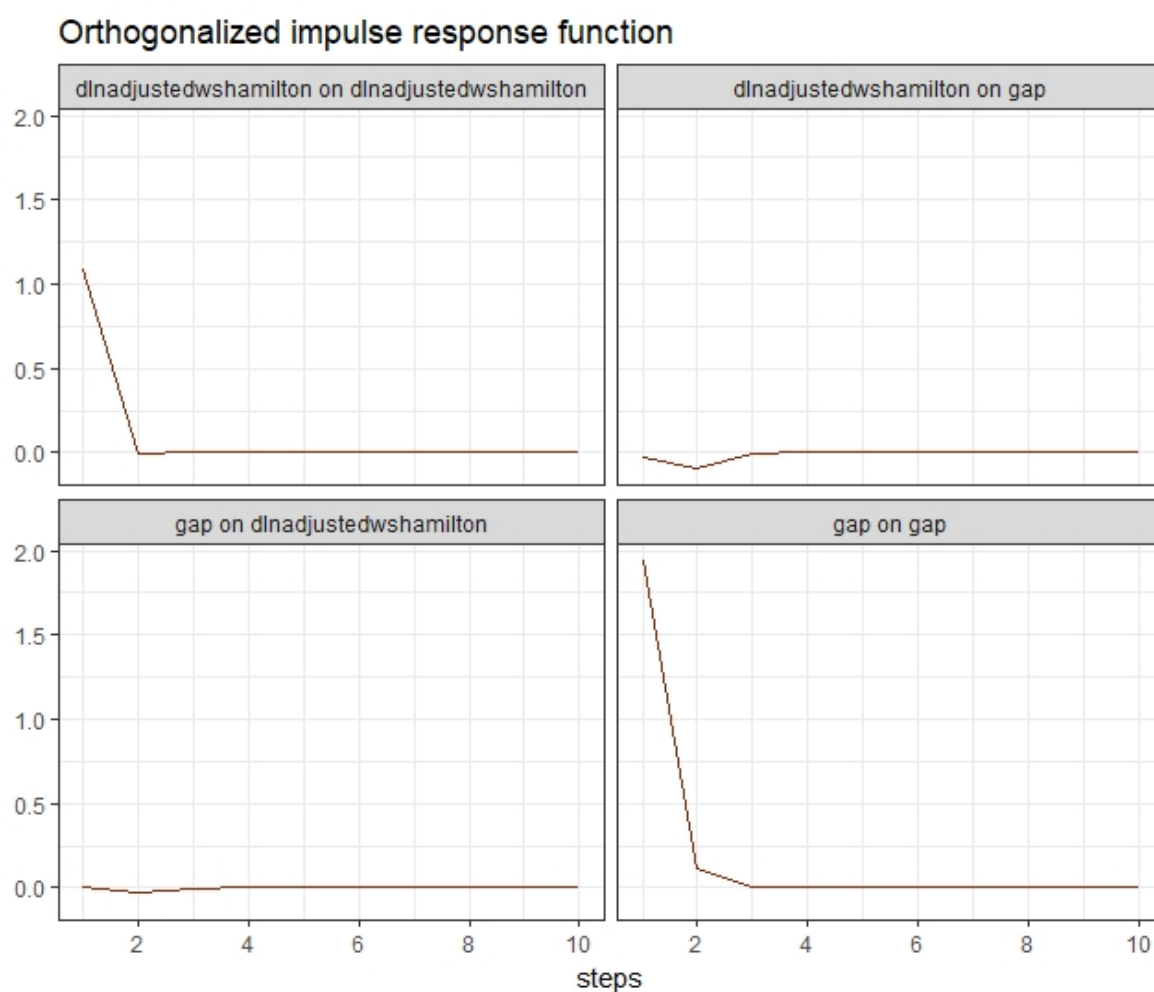 Orthogonalized impulse response function
dlnadjustedwshamilton on dlnadjustedwshamilton
dlnadjustedwshamilton on gap
2.0
1.5
1.0
0.5
0.0
gap on dlnadjustedwshamilton
gap on gap
2.0
1.5
1.0
0.5
0.0
2 4 6 8 10
2 4 6 8 10
steps